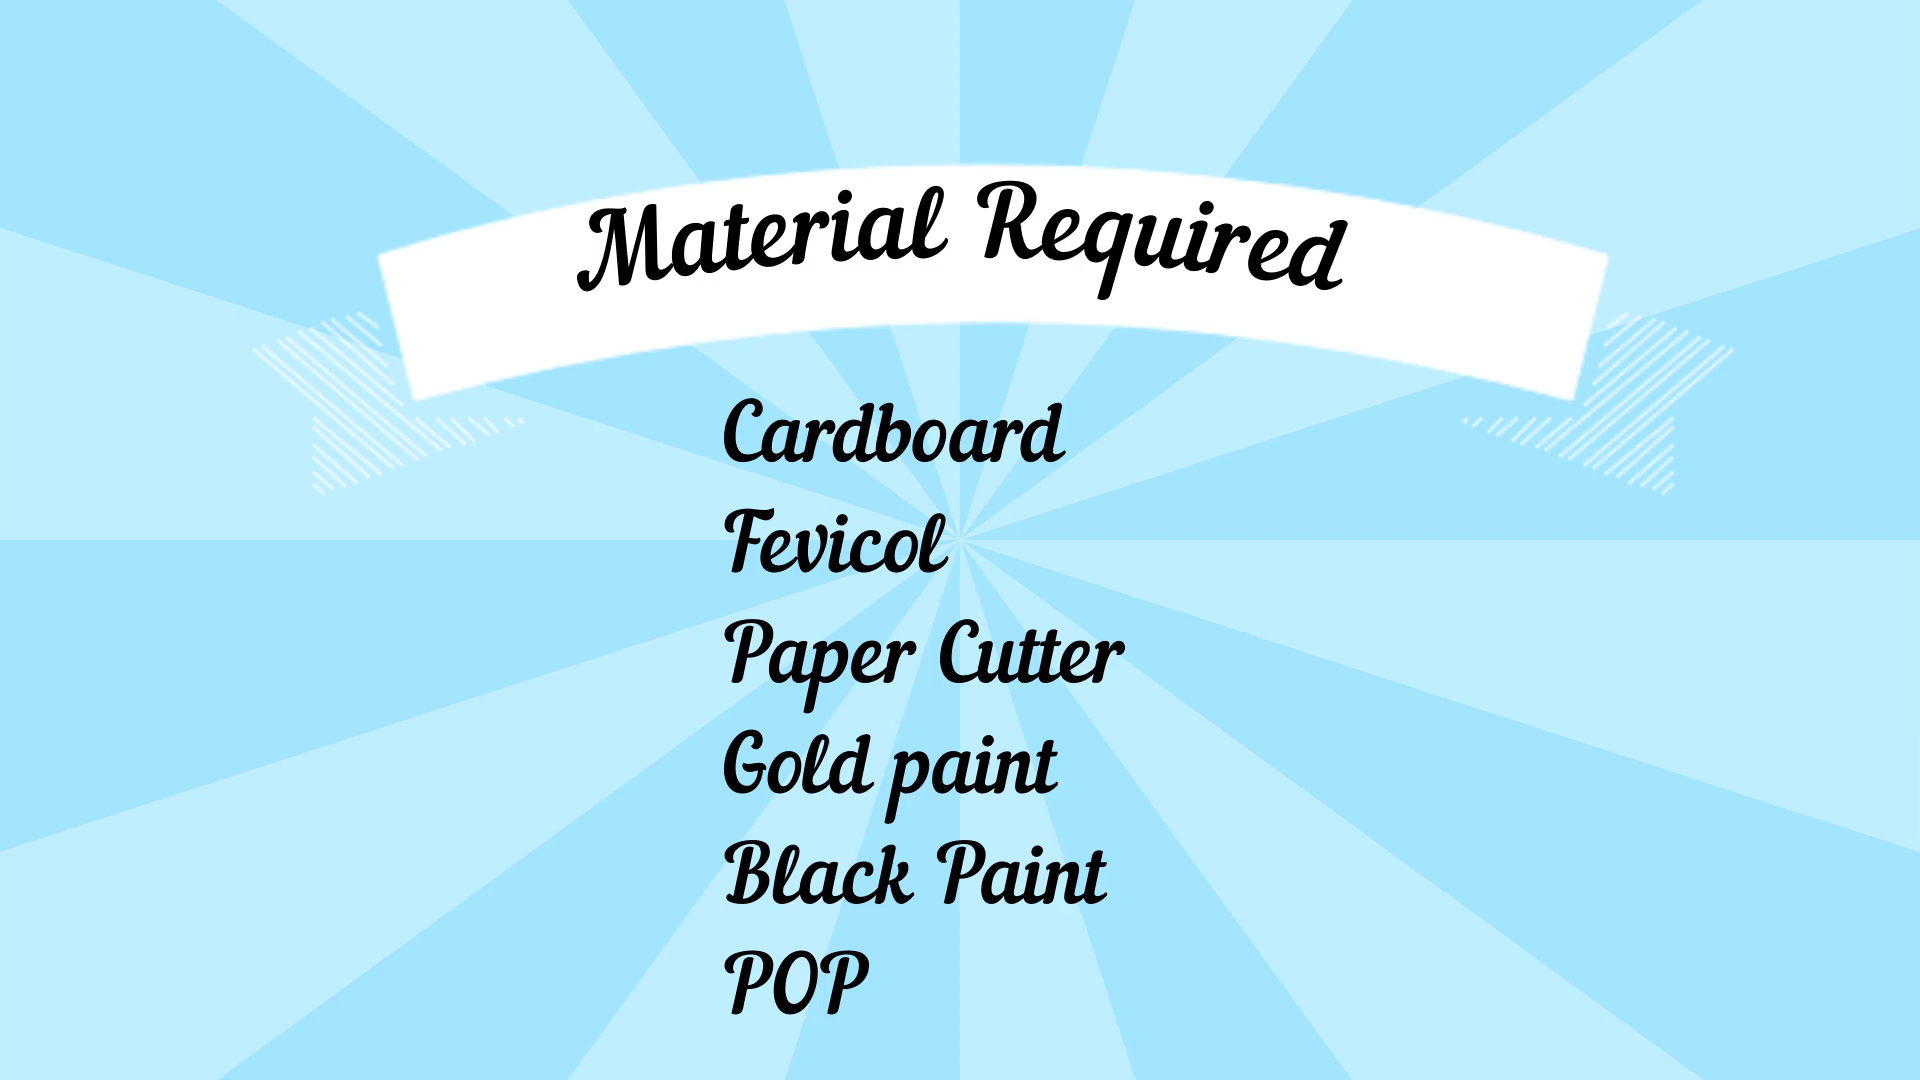 Material Required
Cardboard
Fevicol
Paper Cutter
Gold paint
Black Paint
POP